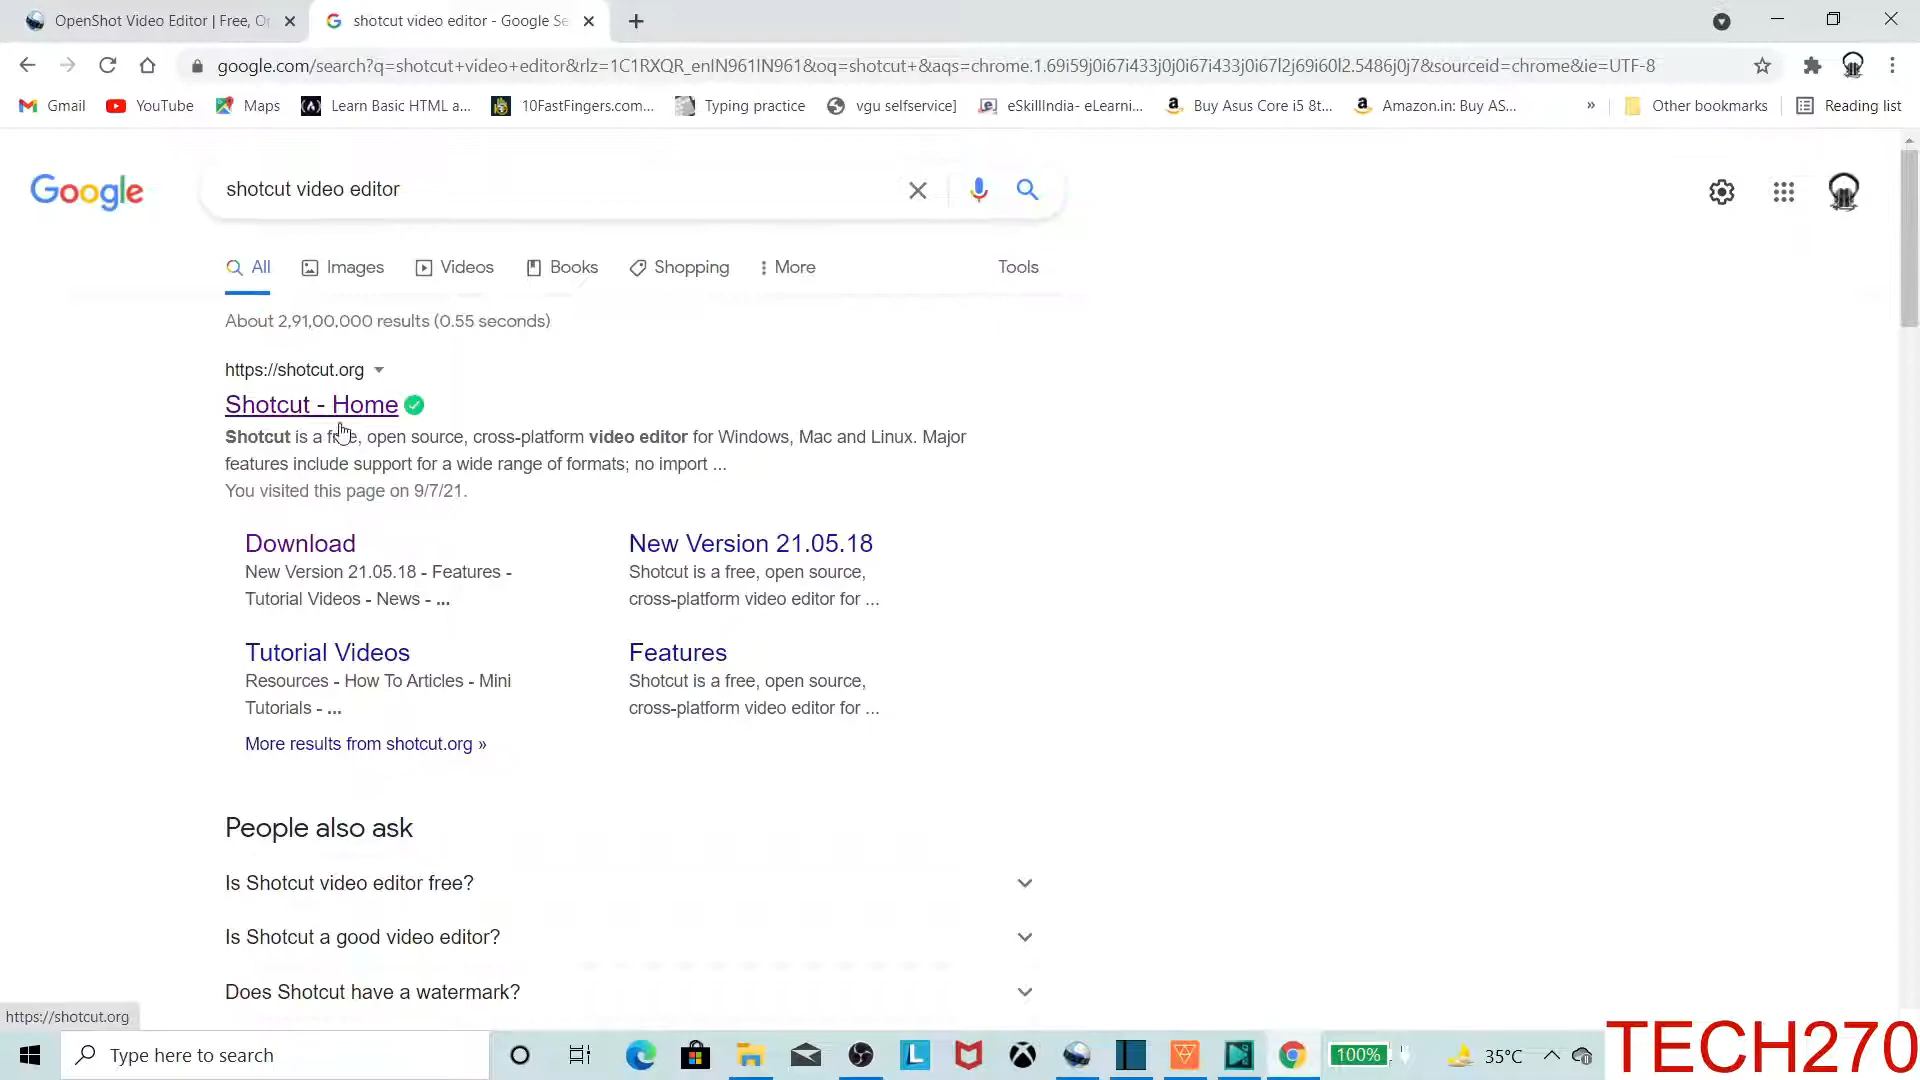 OpenShot Video Editor | Free, O
shotcut video editor - Google Se
google.com/search?q=shotcut+video+editor&rlz=1C1RXQR_enIN961IN961&oq=shotcut+&aqs=chrome.1.69i59j0i67i433j0j0i67i433j0i67l2j69i60l2.5486j0j7&sourceid=chrome&ie=UTF-8
Gmail YouTube Maps Learn Basic HTML a... 10FastFingers.com... Typing practice vgu selfservice] eSkillIndia- eLearni... Buy Asus Core i5 8t... Amazon.in: Buy AS... » Other bookmarks Reading list
Google
shotcut video editor
All Images Videos Books Shopping More Tools
About 2,91,00,000 results (0.55 seconds)
https://shotcut.org
Shotcut - Home
Shotcut is a free, open source, cross-platform video editor for Windows, Mac and Linux. Major
features include support for a wide range of formats; no import ...
You visited this page on 9/7/21.
Download
New Version 21.05.18 - Features -
Tutorial Videos - News - ...
New Version 21.05.18
Shotcut is a free, open source,
cross-platform video editor for ...
Tutorial Videos
Resources - How To Articles - Mini
Tutorials - ...
Features
Shotcut is a free, open source,
cross-platform video editor for ...
More results from shotcut.org »
People also ask
Is Shotcut video editor free?
Is Shotcut a good video editor?
Does Shotcut have a watermark?
https://shotcut.org
Type here to search
100%
35°C
TECH270